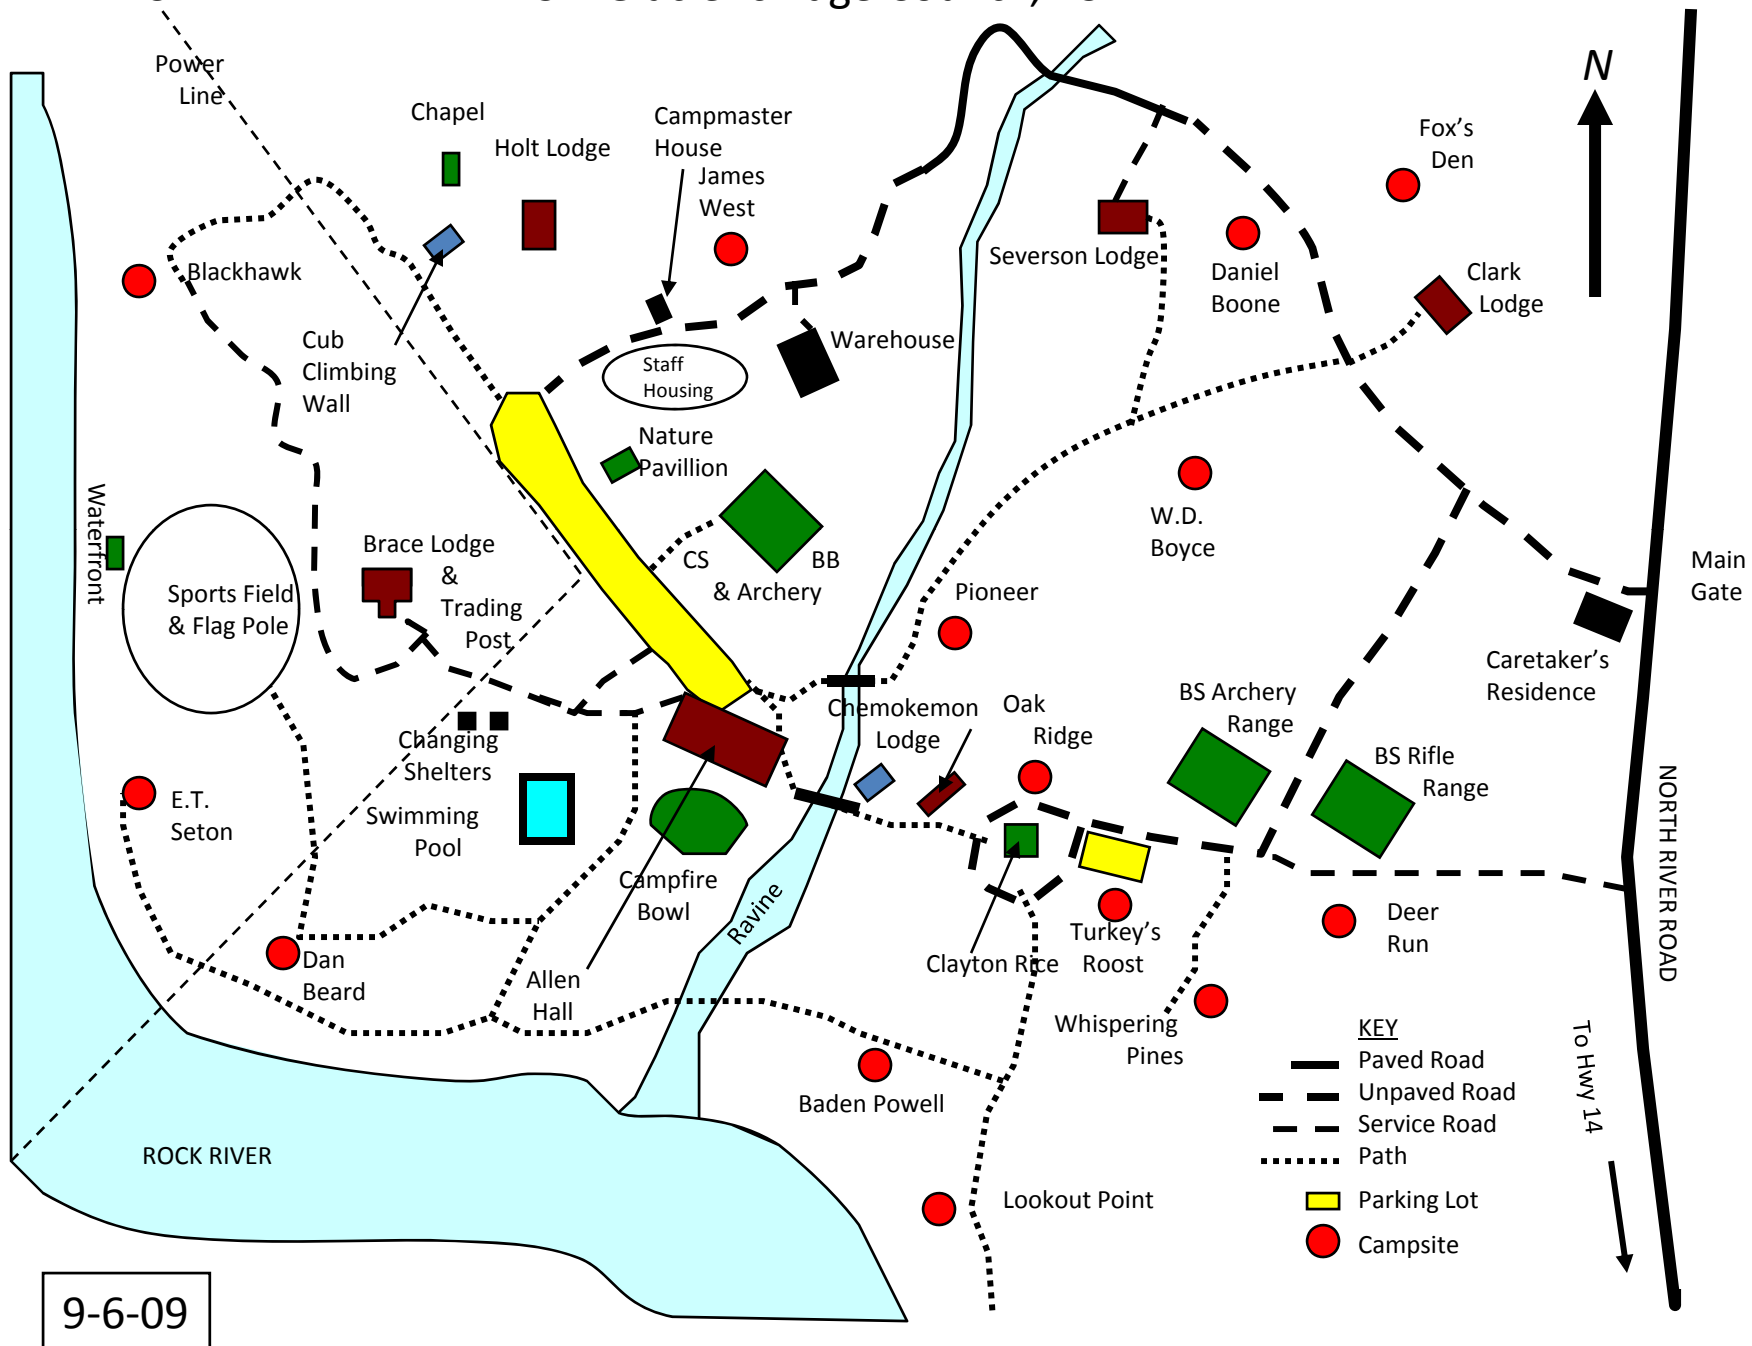 Power
Line
Chapel
Holt Lodge
Campmaster
House
James
West
N
Fox's
Den
Blackhawk
Severson Lodge
Daniel
Boone
Clark
Lodge
Cub
Climbing
Wall
Warehouse
Staff
Housing
Nature
Pavillion
Waterfront
Brace Lodge
&
Trading
Post
CS
BB
& Archery
W.D.
Boyce
Main
Gate
Sports Field
& Flag Pole
Pioneer
Caretaker's
Residence
BS Archery
Range
Chemokemon
Lodge
Oak
Ridge
Changing
Shelters
BS Rifle
Range
E.T.
Seton
Swimming
Pool
NORTH RIVER ROAD
Campfire
Bowl
Ravine
Turkey's
Roost
Deer
Run
Dan
Beard
Allen
Hall
Clayton Rice
Whispering
Pines
To Hwy 14
KEY
Paved Road
Unpaved Road
Service Road
Path
Parking Lot
Campsite
Baden Powell
ROCK RIVER
Lookout Point
9-6-09